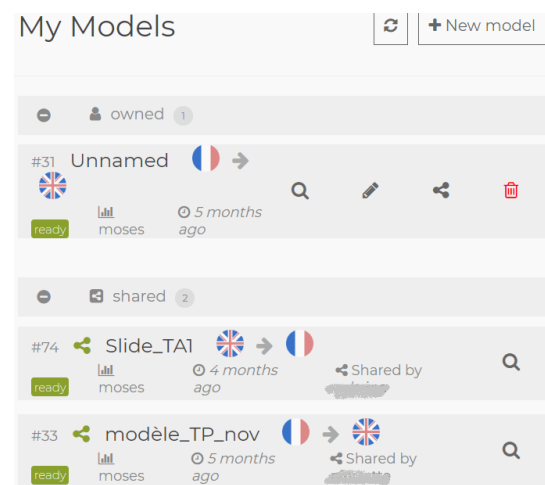 My Models
New model
owned 1
#31 Unnamed
ready moses 5 months
ago
shared 2
#74 Slide_TA1
ready moses 4 months
ago
Shared by
#33 modèle_TP_nov
ready moses 5 months
ago
Shared by